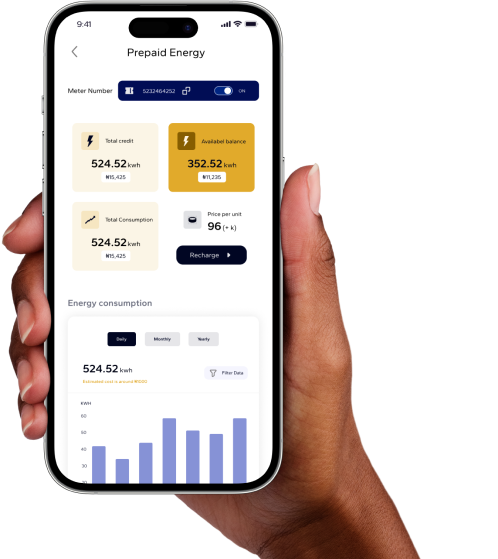 9:41
Prepaid Energy
Meter Number 5232464252 ON
Total credit
524.52 kwh
₦15,425
Availabel balance
352.52 kwh
₦11,235
Total Consumption
524.52 kwh
₦15,425
Price per unit
96 (+ k)
Recharge
Energy consumption
Daily Monthly Yearly
524.52 kwh
Filter Data
Estimated cost is around
KWH
60
50
40
30